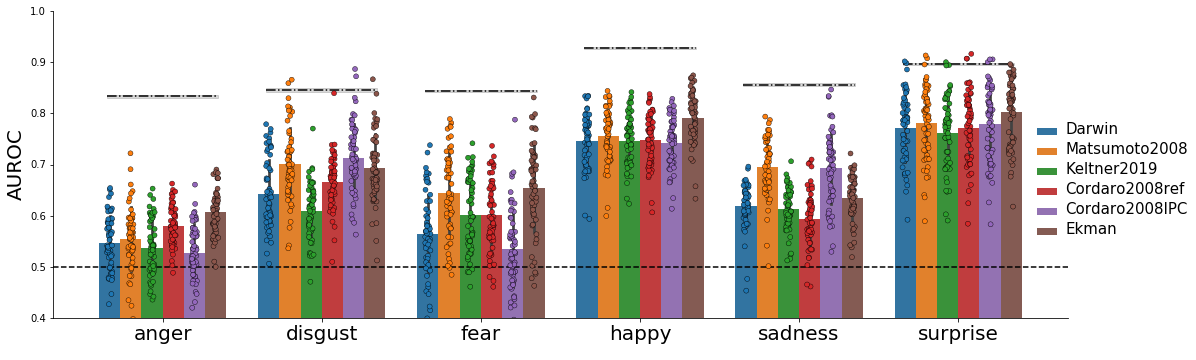 AUROC
1.0
0.9
0.8
0.7
0.6
0.5
0.4
anger disgust fear happy sadness surprise
Darwin
Matsumoto2008
Keltner2019
Cordaro2008ref
Cordaro2008IPC
Ekman